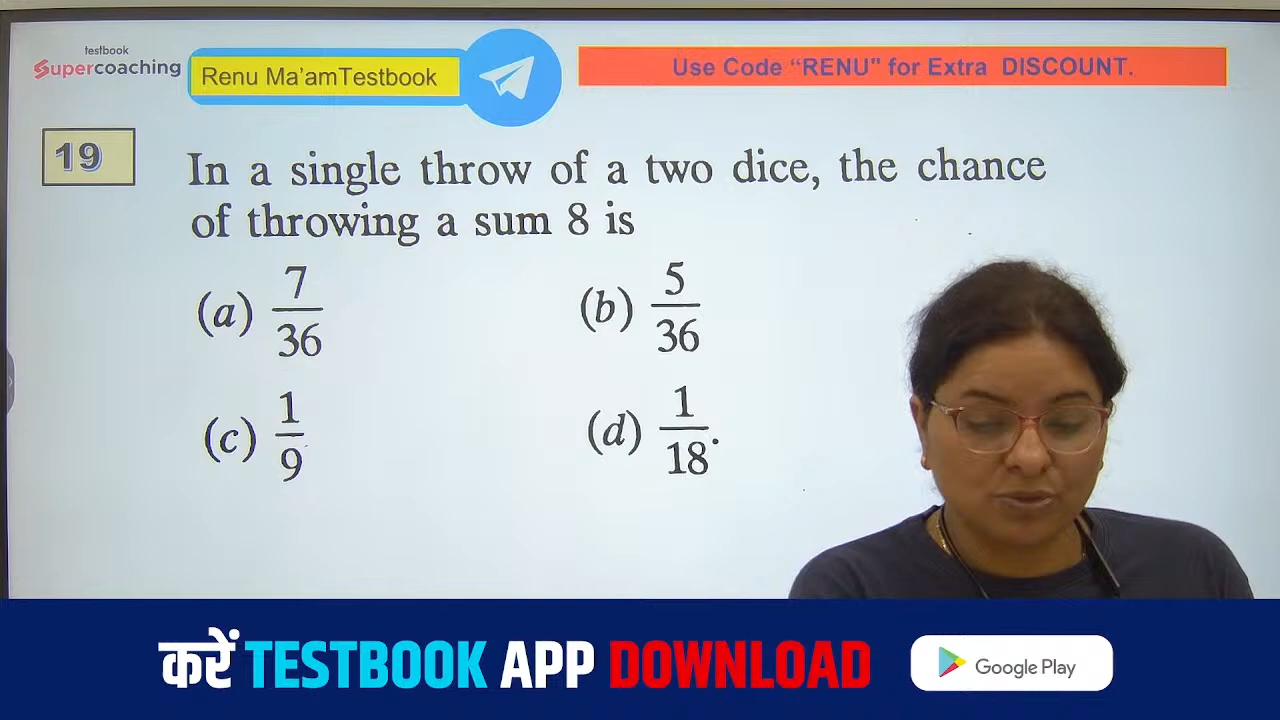 testbook
Supercoaching
Renu Ma’amTestbook
Use Code “RENU" for Extra DISCOUNT.
19
In a single throw of a two dice, the chance
of throwing a sum 8 is
(a) 7/36 (b) 5/36
(c) 1/9 (d) 1/18.
करें TESTBOOK APP DOWNLOAD
Google Play